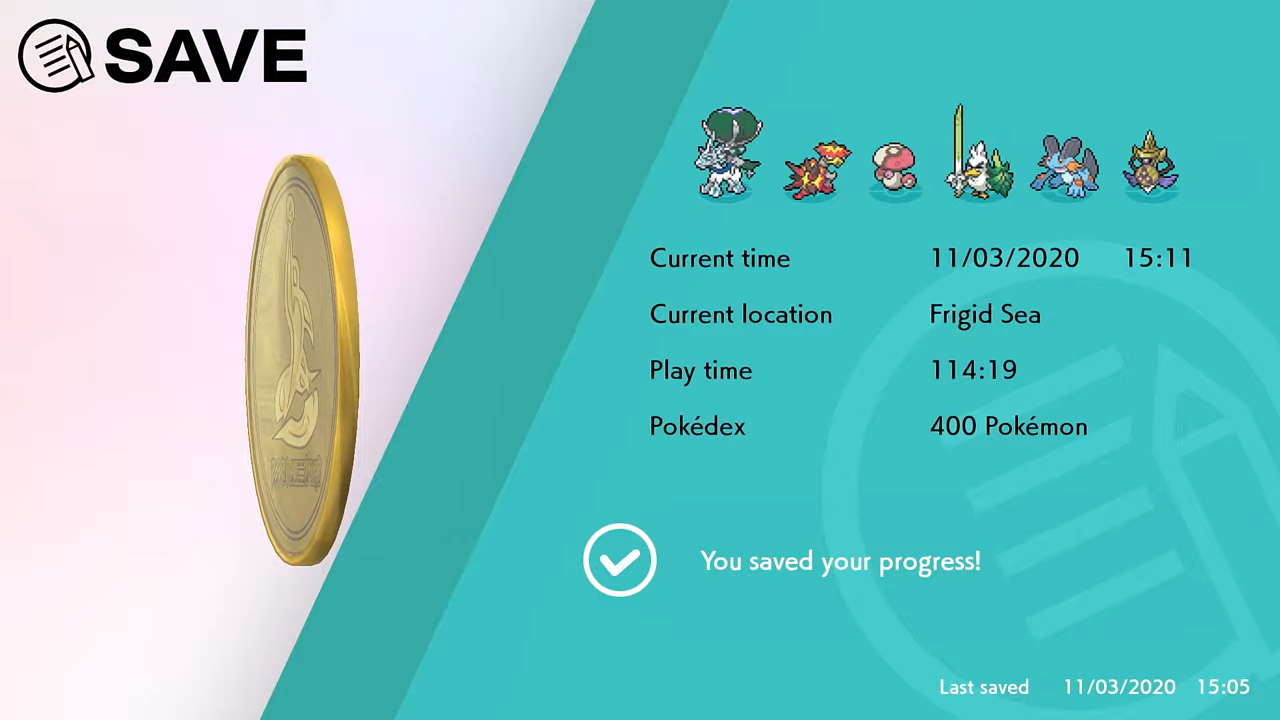 SAVE
Current time 11/03/2020 15:11
Current location Frigid Sea
Play time 114:19
Pokédex 400 Pokémon
You saved your progress!
Last saved 11/03/2020 15:05